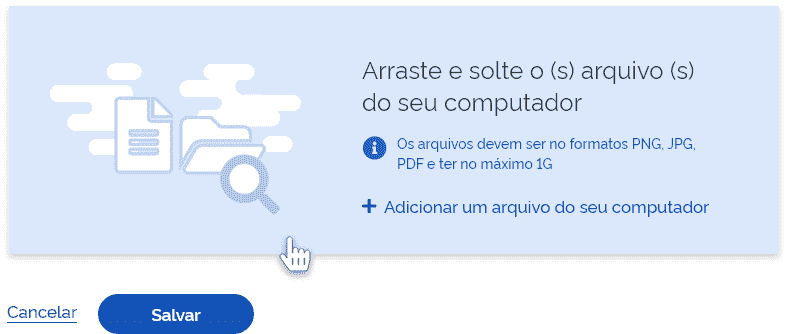 Arraste e solte o (s) arquivo (s)
do seu computador
Os arquivos devem ser no formatos PNG, JPG,
PDF e ter no máximo 1G
+ Adicionar um arquivo do seu computador
Cancelar
Salvar